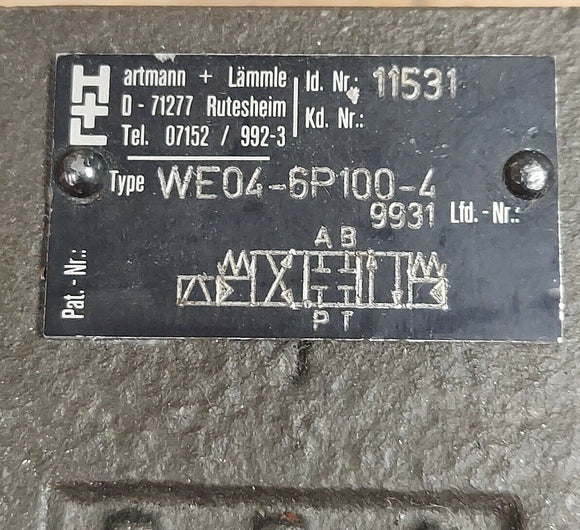 H+L
artmann + Lämmle
D - 71277 Rutesheim
Tel. 07152 / 992-3
Id. Nr.: 11531
Kd. Nr.:
Type WE04-6P100-4
9931 Lfd.-Nr.:
Pat.-Nr.:
A B
P T